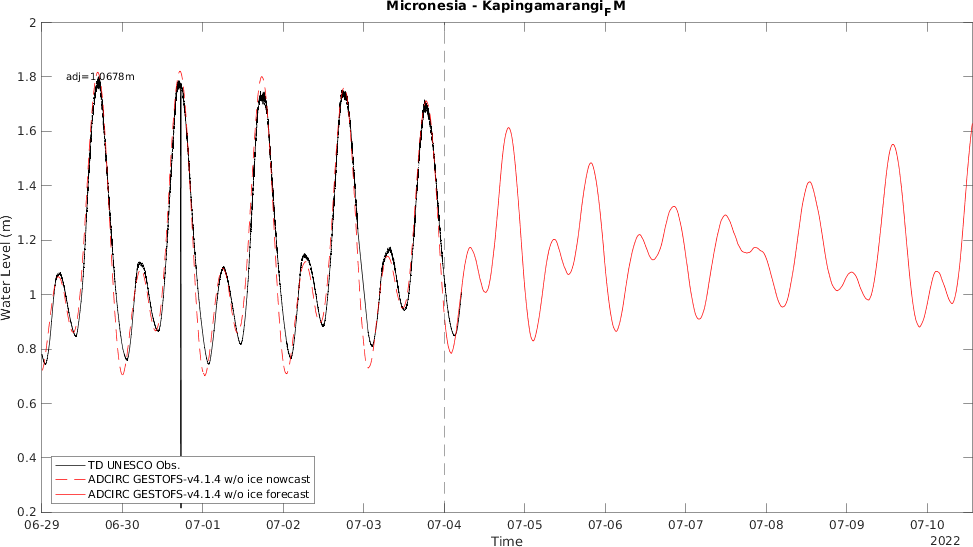 Micronesia - Kapingamarangi_FM
2
1.8
1.6
1.4
1.2
1
0.8
0.6
0.4
0.2
Water Level (m)
adj=1.0678m
TD UNESCO Obs.
ADCIRC GESTOFS-v4.1.4 w/o ice nowcast
ADCIRC GESTOFS-v4.1.4 w/o ice forecast
06-29 06-30 07-01 07-02 07-03 07-04 07-05 07-06 07-07 07-08 07-09 07-10
Time
2022